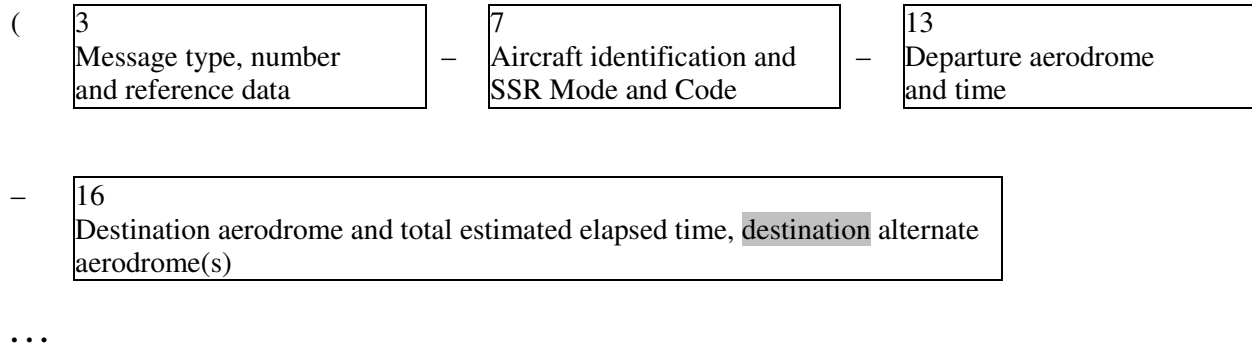 ( 3 7 13
Message type, number – Aircraft identification and – Departure aerodrome
and reference data SSR Mode and Code and time
– 16
Destination aerodrome and total estimated elapsed time, destination alternate
aerodrome(s)
. . .